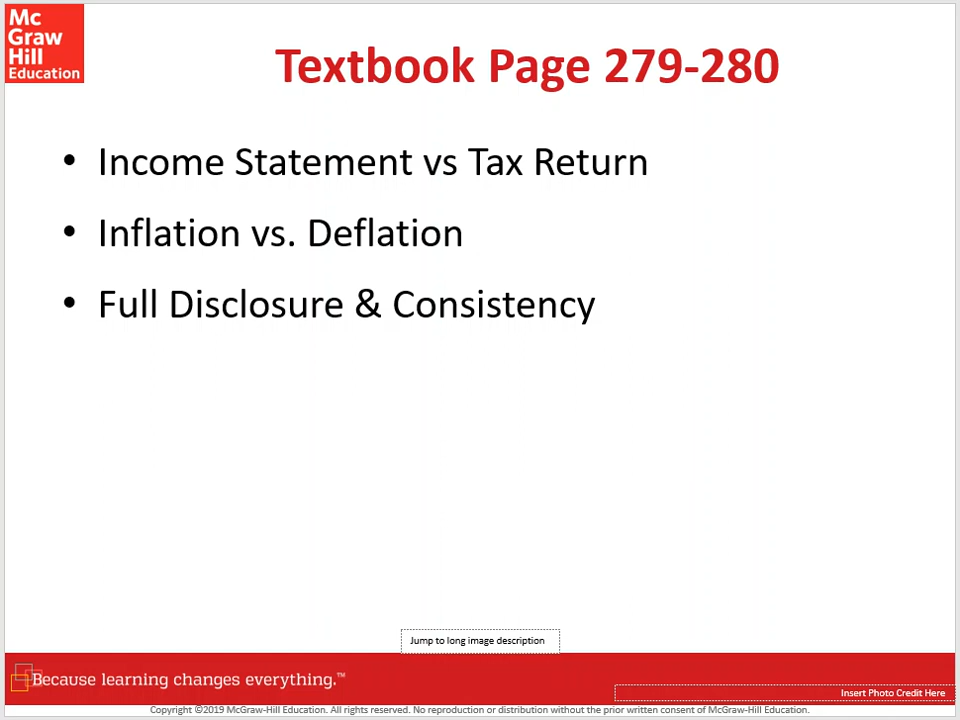 Mc
Graw
Hill
Education
Textbook Page 279-280
• Income Statement vs Tax Return
• Inflation vs. Deflation
• Full Disclosure & Consistency
Jump to long image description
Because learning changes everything.™
Insert Photo Credit Here
Copyright ©2019 McGraw-Hill Education. All rights reserved. No reproduction or distribution without the prior written consent of McGraw-Hill Education.